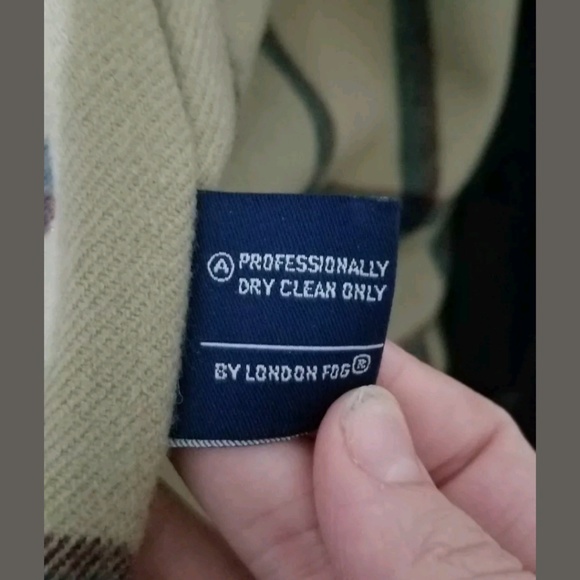 Ⓐ PROFESSIONALLY
DRY CLEAN ONLY
BY LONDON FOG®